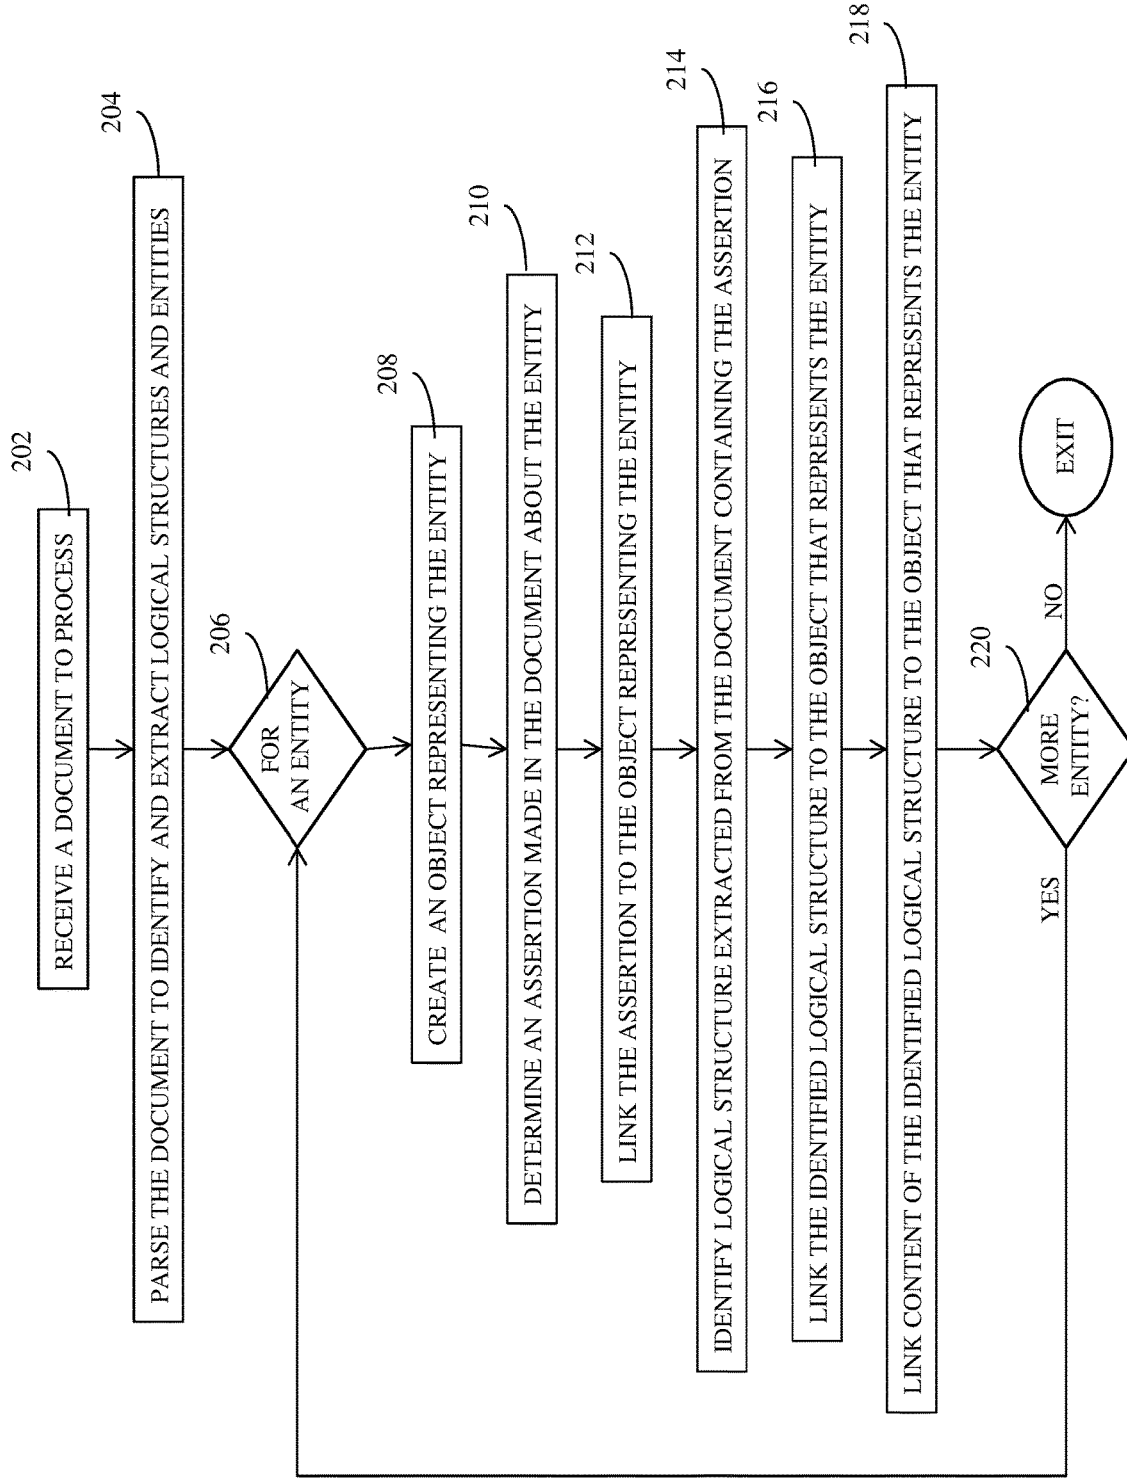 202
RECEIVE A DOCUMENT TO PROCESS
204
PARSE THE DOCUMENT TO IDENTIFY AND EXTRACT LOGICAL STRUCTURES AND ENTITIES
206
FOR
AN ENTITY
208
CREATE AN OBJECT REPRESENTING THE ENTITY
210
DETERMINE AN ASSERTION MADE IN THE DOCUMENT ABOUT THE ENTITY
212
LINK THE ASSERTION TO THE OBJECT REPRESENTING THE ENTITY
214
IDENTIFY LOGICAL STRUCTURE EXTRACTED FROM THE DOCUMENT CONTAINING THE ASSERTION
216
LINK THE IDENTIFIED LOGICAL STRUCTURE TO THE OBJECT THAT REPRESENTS THE ENTITY
218
LINK CONTENT OF THE IDENTIFIED LOGICAL STRUCTURE TO THE OBJECT THAT REPRESENTS THE ENTITY
220
YES
MORE
ENTITY?
NO
EXIT